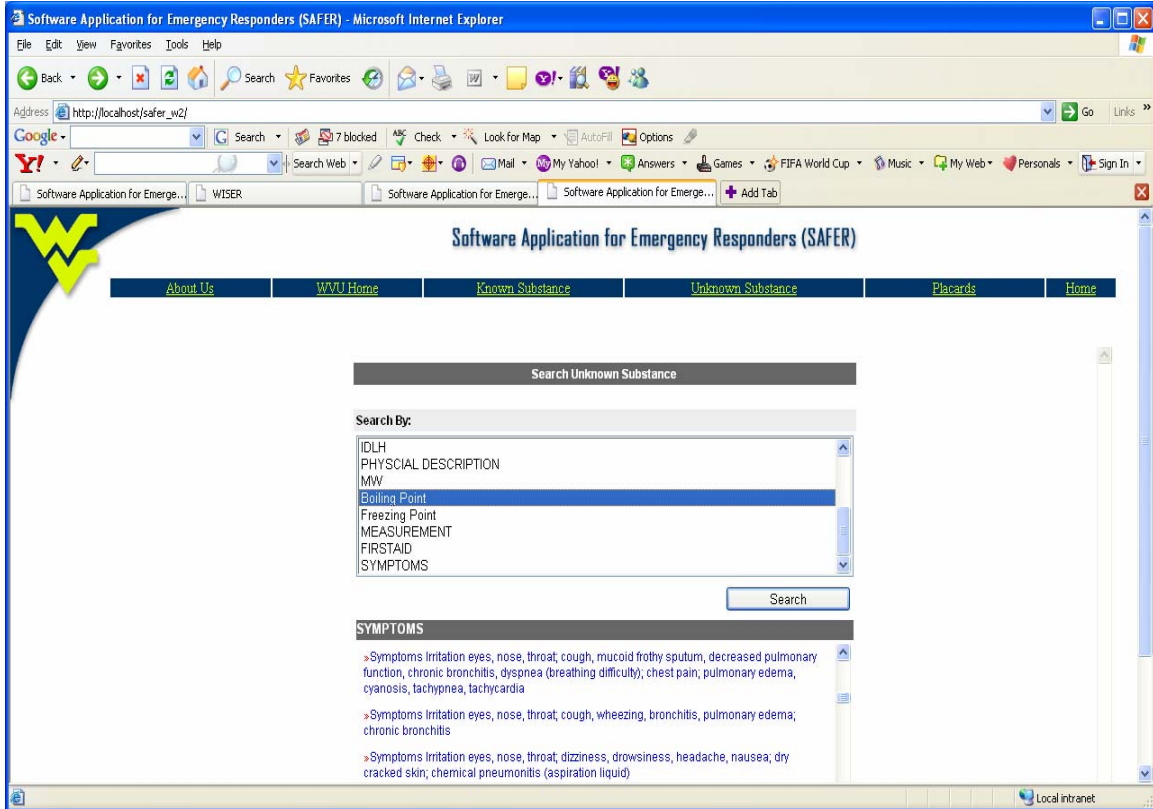 Software Application for Emergency Responders (SAFER) - Microsoft Internet Explorer
File Edit View Favorites Tools Help
Back Search Favorites
Address http://localhost/safer_w2/ Go Links »
Google Search 7 blocked Check Look for Map AutoFill Options
Y! Search Web Mail My Yahoo! Answers Games FIFA World Cup Music My Web Personals Sign In
Software Application for Emerge... WISER Software Application for Emerge... Software Application for Emerge... Add Tab
Software Application for Emergency Responders (SAFER)
About Us WVU Home Known Substance Unknown Substance Placards Home
Search Unknown Substance
Search By:
IDLH
PHYSCIAL DESCRIPTION
MW
Boiling Point
Freezing Point
MEASUREMENT
FIRSTAID
SYMPTOMS
Search
SYMPTOMS
»Symptoms Irritation eyes, nose, throat; cough, mucoid frothy sputum, decreased pulmonary
function, chronic bronchitis, dyspnea (breathing difficulty); chest pain; pulmonary edema,
cyanosis, tachypnea, tachycardia
»Symptoms Irritation eyes, nose, throat; cough, wheezing, bronchitis, pulmonary edema;
chronic bronchitis
»Symptoms Irritation eyes, nose, throat; dizziness, drowsiness, headache, nausea; dry
cracked skin; chemical pneumonitis (aspiration liquid)
Local intranet